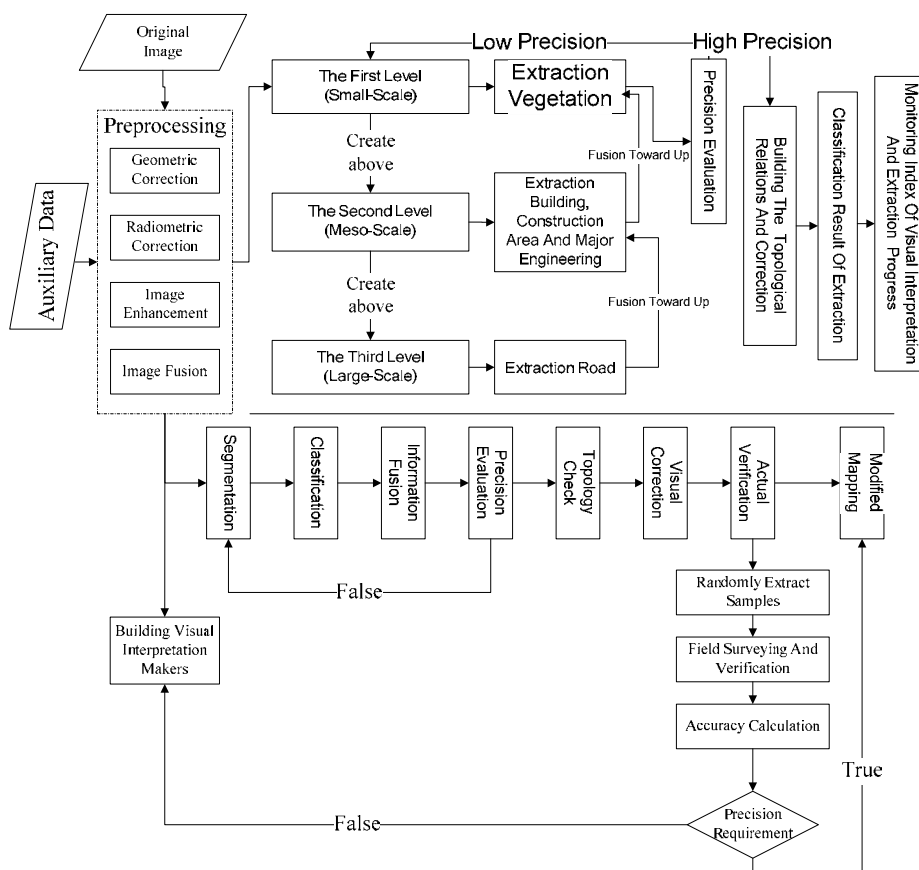 Original
Image
Preprocessing
Geometric
Correction
Radiometric
Correction
Image
Enhancement
Image Fusion
Auxiliary Data
Low Precision
High Precision
The First Level
(Small-Scale)
Extraction
Vegetation
Create
above
Fusion Toward Up
The Second Level
(Meso-Scale)
Extraction
Building,
Construction
Area And Major
Engineering
Create
above
Fusion Toward Up
The Third Level
(Large-Scale)
Extraction Road
Precision Evaluation
Building The Topological
Relations And Correction
Classification Result Of Extraction
Monitoring Index Of Visual Interpretation
And Extraction Progress
Segmentation
Classification
Information
Fusion
Precision
Evaluation
Topology
Check
Visual
Correction
Actual
Verification
Modified
Mapping
False
Randomly Extract
Samples
Building Visual
Interpretation
Makers
Field Surveying And
Verification
Accuracy Calculation
True
False
Precision
Requirement